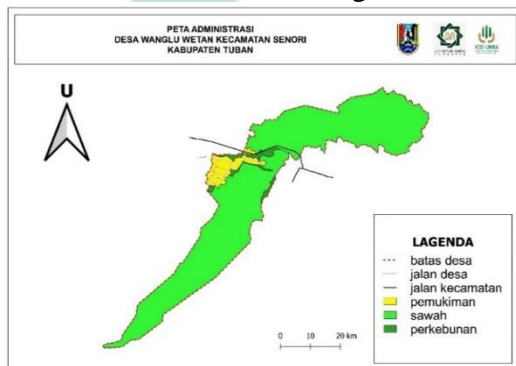 PETA ADMINISTRASI
DESA WANGLU WETAN KECAMATAN SENORI
KABUPATEN TUBAN
U
LAGENDA
batas desa
jalan desa
jalan kecamatan
pemukiman
sawah
perkebunan
0 10 20 km